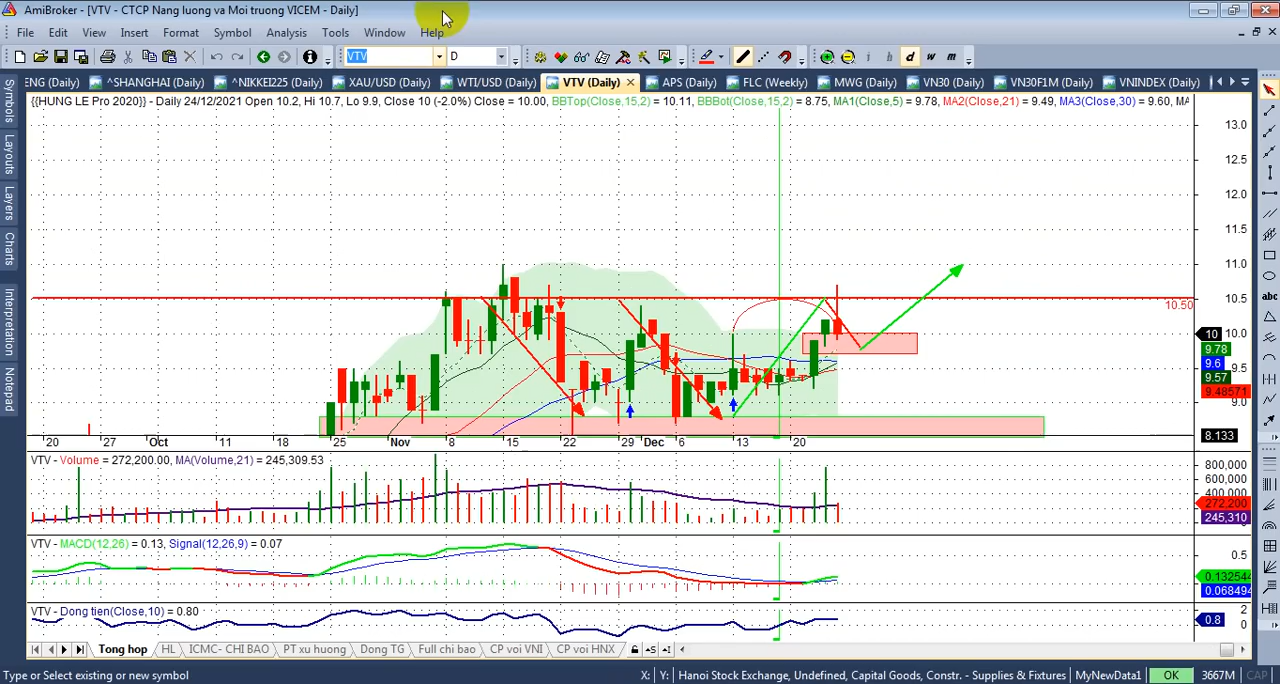 AmiBroker - [VTV - CTCP Nang luong va Moi truong VICEM - Daily]
File Edit View Insert Format Symbol Analysis Tools Window Help
VTV D i h d w m
ENG (Daily) ^SHANGHAI (Daily) ^NIKKEI225 (Daily) XAU/USD (Daily) WTI/USD (Daily) VTV (Daily) APS (Daily) FLC (Weekly) MWG (Daily) VN30 (Daily) VN30F1M (Daily) VNINDEX (Daily)
Symbols
Layouts
Layers
Charts
Interpretation
Notepad
{{HUNG LE Pro 2020}} - Daily 24/12/2021 Open 10.2, Hi 10.7, Lo 9.9, Close 10 (-2.0%) Close = 10.00, BBTop(Close,15,2) = 10.11, BBBot(Close,15,2) = 8.75, MA1(Close,5) = 9.78, MA2(Close,21) = 9.49, MA3(Close,30) = 9.60, MA
13.0
12.5
12.0
11.5
11.0
10.5
10.50
10.0
10
9.78
9.6
9.5
9.57
9.48571
9.0
8.133
20 27 Oct 11 18 25 Nov 8 15 22 29 Dec 6 13 20
VTV - Volume = 272,200.00, MA(Volume,21) = 245,309.53
800,000
600,000
400,000
272,200
245,310
VTV - MACD(12,26) = 0.13, Signal(12,26,9) = 0.07
0.5
0.132544
0.068494
VTV - Dong tien(Close,10) = 0.80
2
0.8
0
Tong hop HL ICMC- CHI BAO PT xu huong Dong TG Full chi bao CP voi VNI CP voi HNX
abc
Type or Select existing or new symbol X: Y: Hanoi Stock Exchange, Undefined, Capital Goods, Constr. - Supplies & Fixtures MyNewData1 OK 3667M CAP